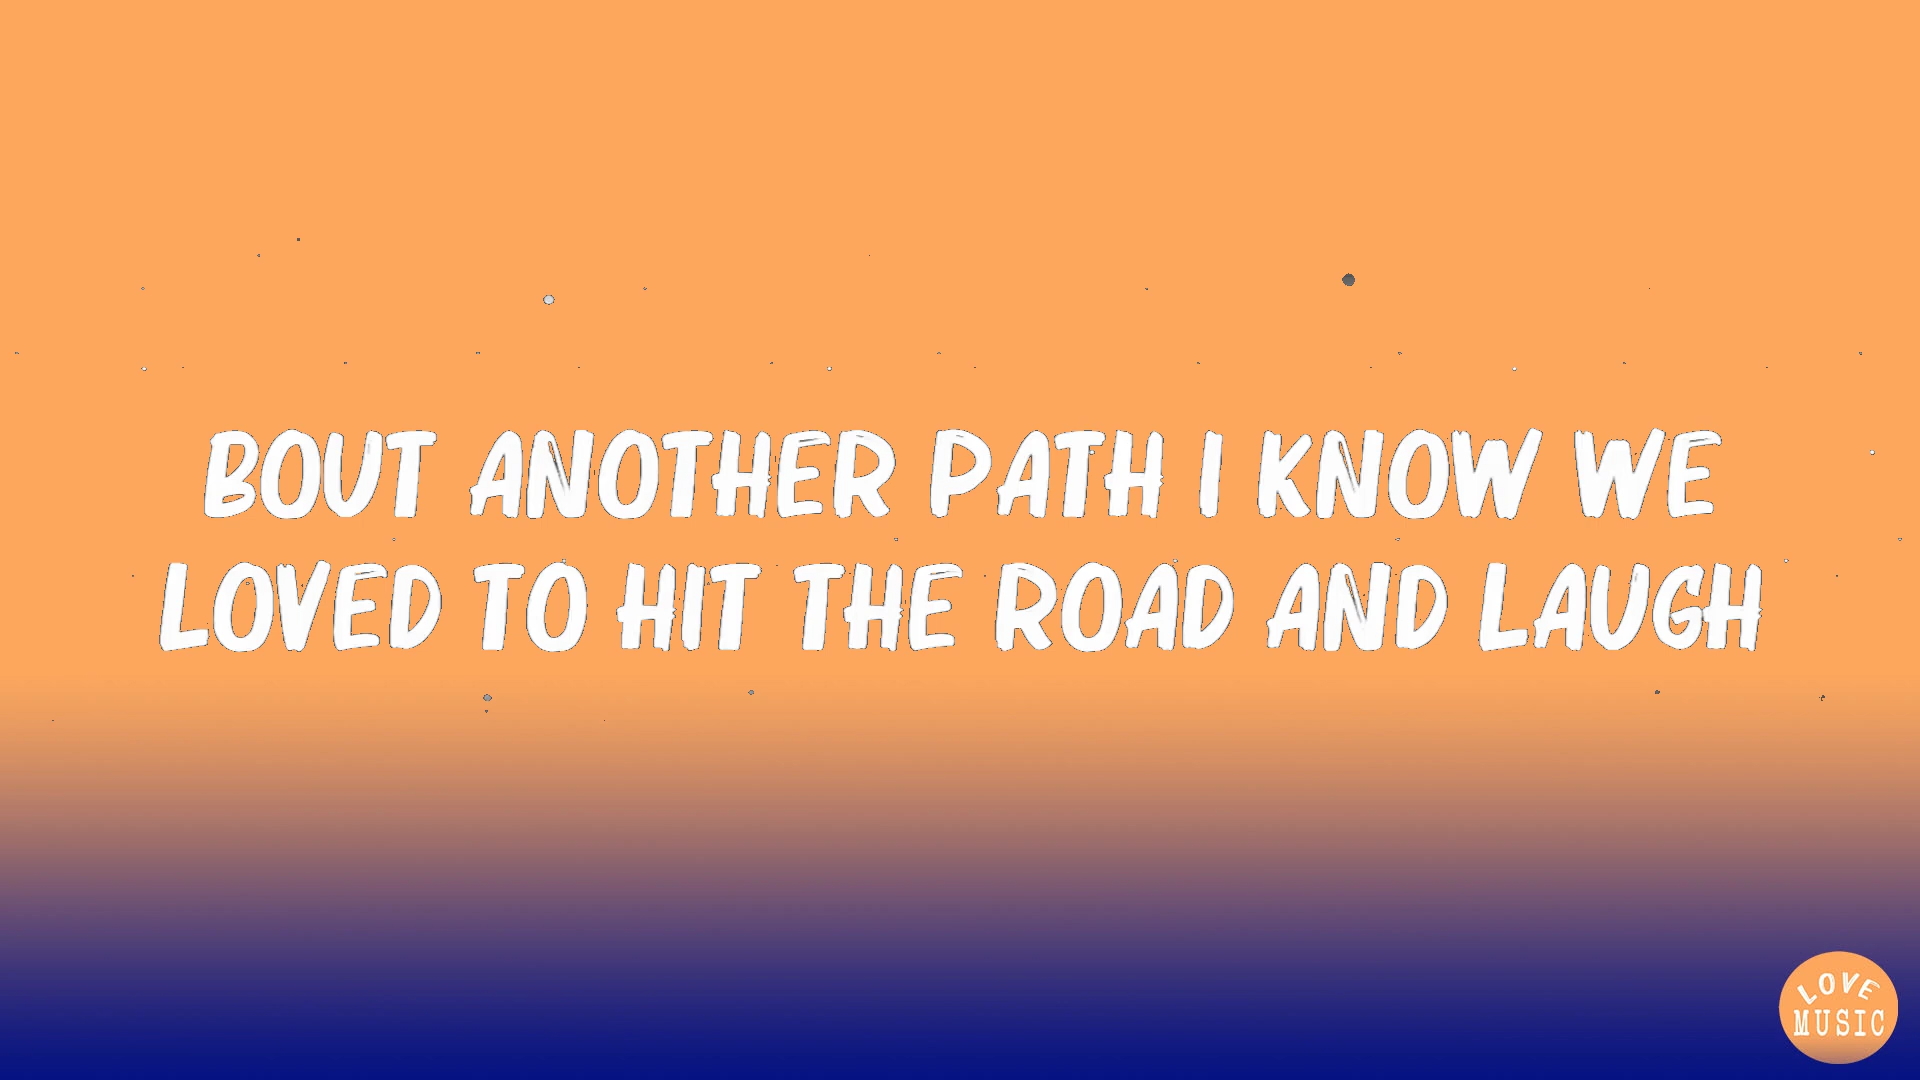 BOUT ANOTHER PATH I KNOW WE
LOVED TO HIT THE ROAD AND LAUGH
LOVE
MUSIC